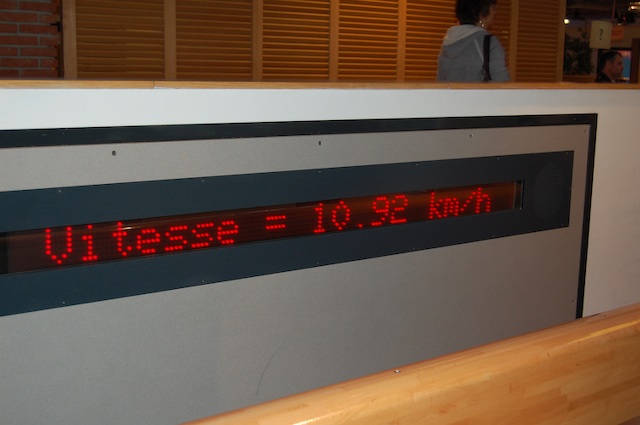 Vitesse = 10.92 km/h
?